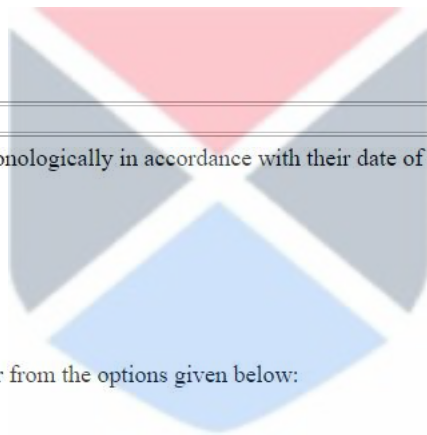 onologically in accordance with their date of
r from the options given below: